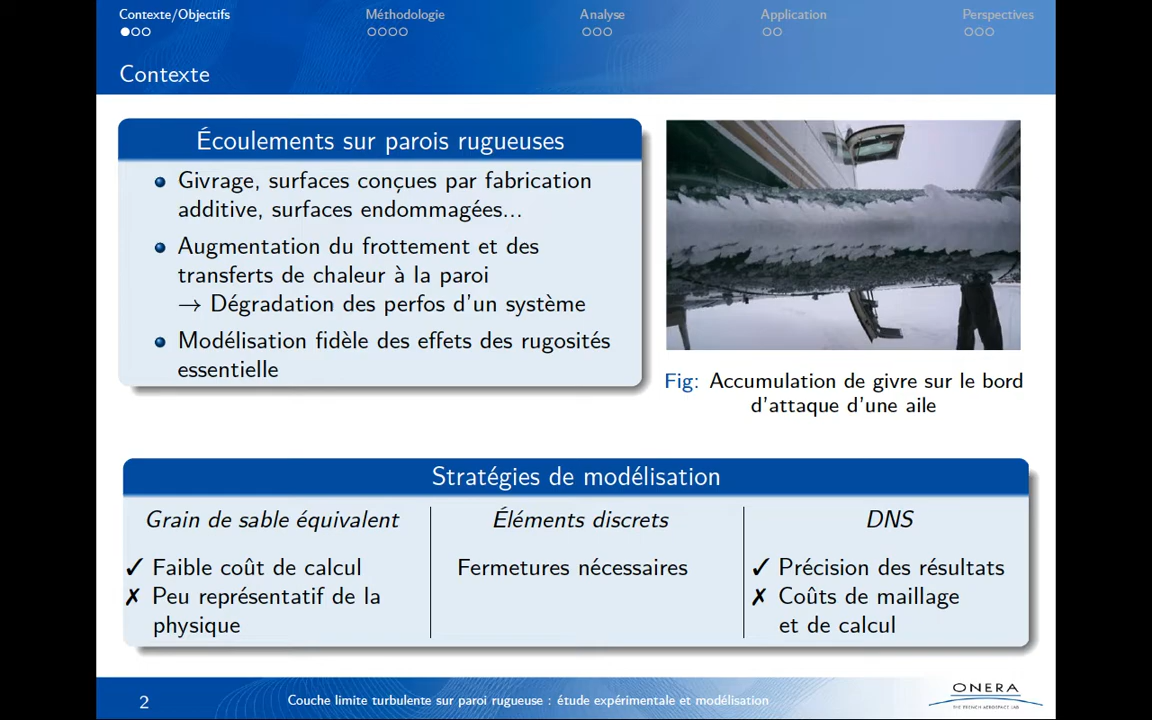 Contexte/Objectifs
Méthodologie
Analyse
Application
Perspectives
Contexte
Écoulements sur parois rugueuses
Givrage, surfaces conçues par fabrication
additive, surfaces endommagées...
Augmentation du frottement et des
transferts de chaleur à la paroi
→ Dégradation des perfos d'un système
Modélisation fidèle des effets des rugosités
essentielle
Fig: Accumulation de givre sur le bord
d'attaque d'une aile
Stratégies de modélisation
Grain de sable équivalent
✓ Faible coût de calcul
✗ Peu représentatif de la
physique
Éléments discrets
Fermetures nécessaires
DNS
✓ Précision des résultats
✗ Coûts de maillage
et de calcul
2
Couche limite turbulente sur paroi rugueuse : étude expérimentale et modélisation
ONERA
THE FRENCH AEROSPACE LAB